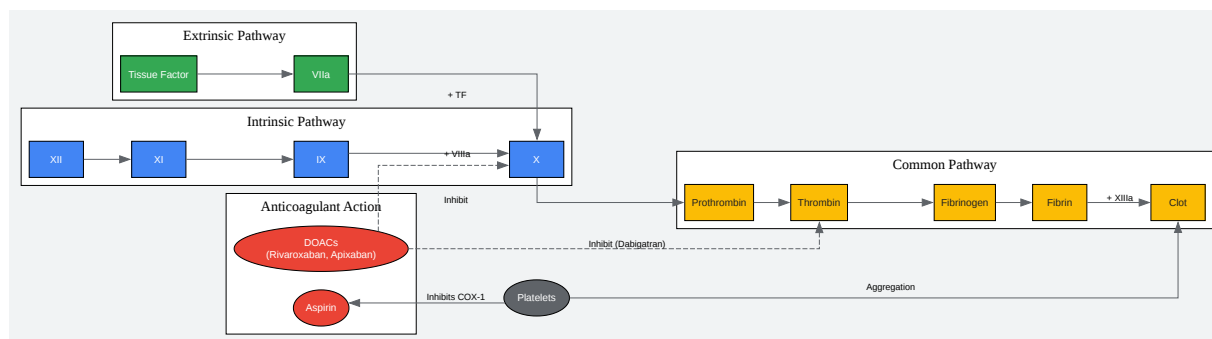 Extrinsic Pathway
Tissue Factor
VIIa
+ TF
Intrinsic Pathway
XII
XI
IX
+ VIIIa
X
Common Pathway
Prothrombin
Thrombin
Fibrinogen
Fibrin
+ XIIIa
Clot
Anticoagulant Action
Inhibit
DOACs
(Rivaroxaban, Apixaban)
Inhibit (Dabigatran)
Aspirin
Inhibits COX-1
Platelets
Aggregation